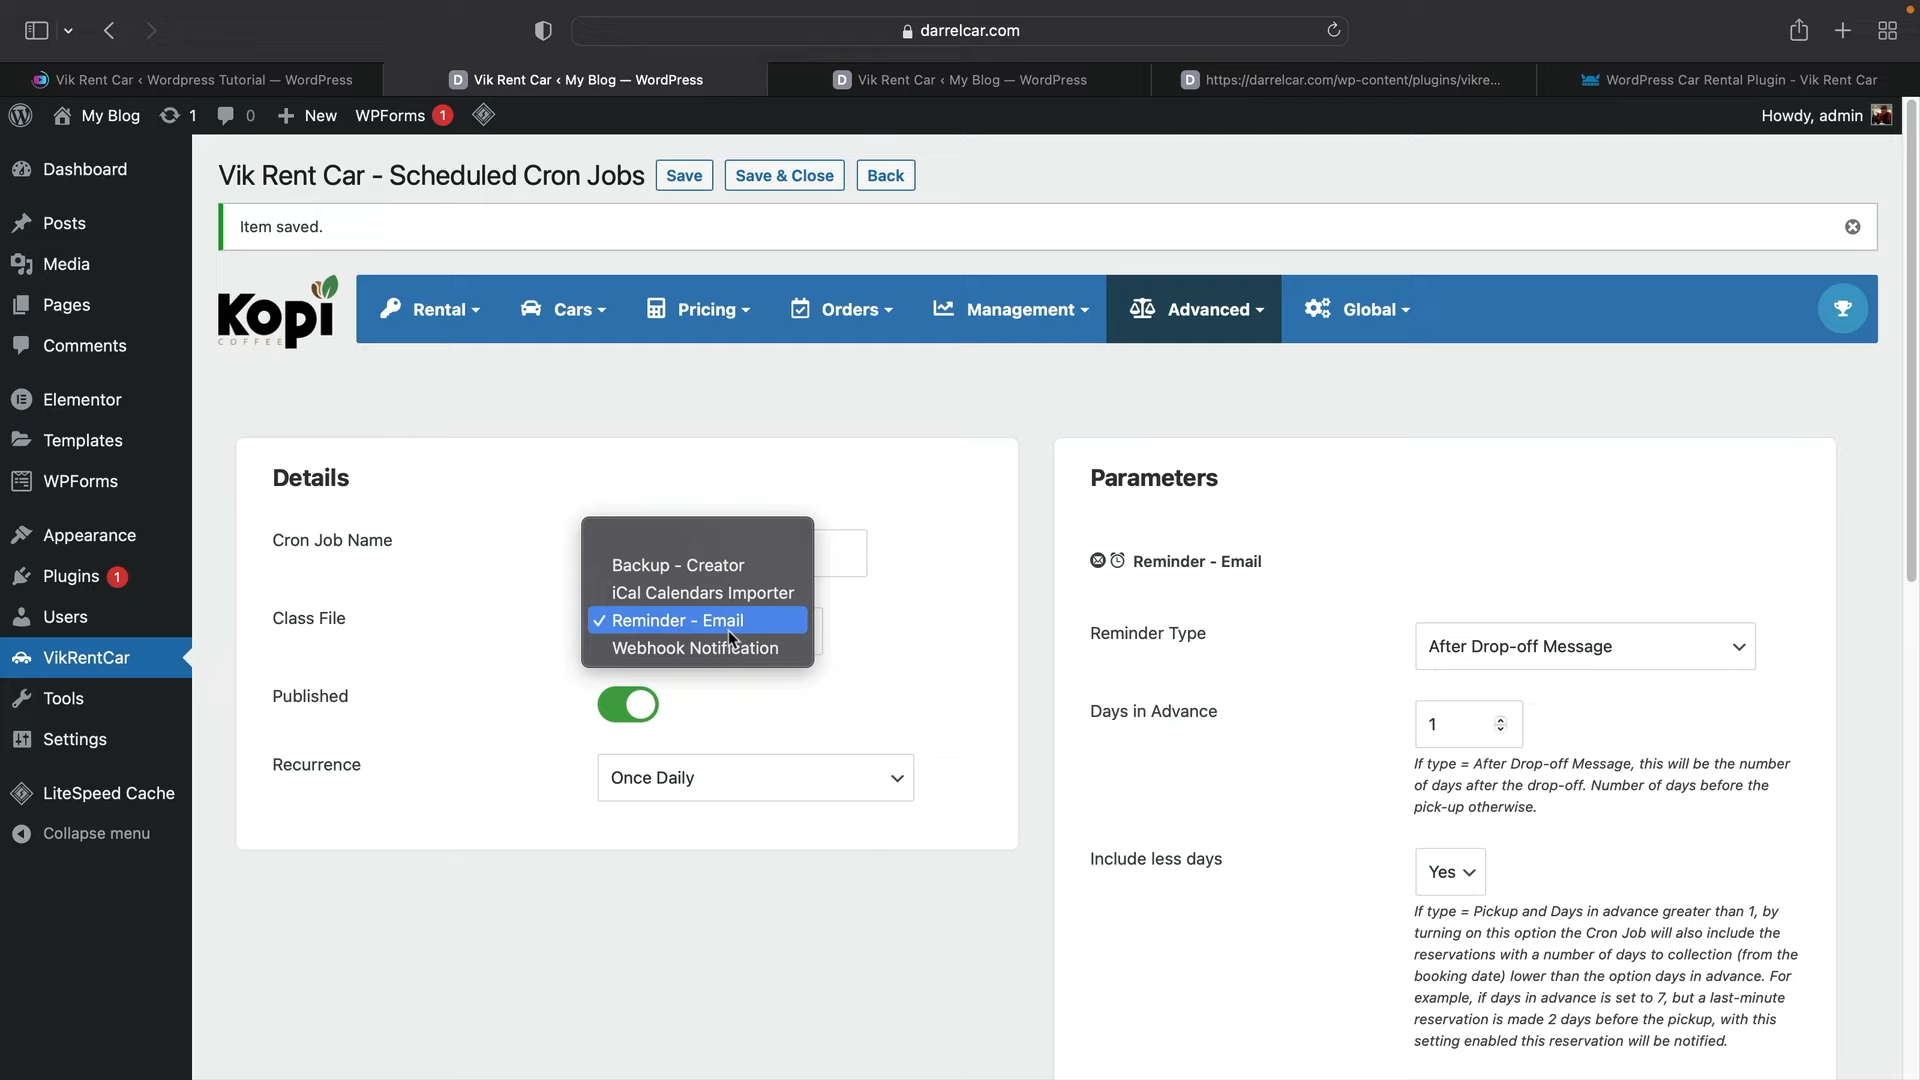 darrelcar.com
Vik Rent Car ‹ Wordpress Tutorial — WordPress
D Vik Rent Car ‹ My Blog — WordPress
D Vik Rent Car ‹ My Blog — WordPress
D https://darrelcar.com/wp-content/plugins/vikre...
WordPress Car Rental Plugin - Vik Rent Car
My Blog
1
0
New
WPForms 1
Howdy, admin
Dashboard
Posts
Media
Pages
Comments
Elementor
Templates
WPForms
Appearance
Plugins 1
Users
VikRentCar
Tools
Settings
LiteSpeed Cache
Collapse menu
Vik Rent Car - Scheduled Cron Jobs
Save
Save & Close
Back
Item saved.
Kopi
COFFEE
Rental
Cars
Pricing
Orders
Management
Advanced
Global
Details
Cron Job Name
Class File
Backup - Creator
iCal Calendars Importer
✓ Reminder - Email
Webhook Notification
Published
Recurrence
Once Daily
Parameters
Reminder - Email
Reminder Type
After Drop-off Message
Days in Advance
1
If type = After Drop-off Message, this will be the number
of days after the drop-off. Number of days before the
pick-up otherwise.
Include less days
Yes
If type = Pickup and Days in advance greater than 1, by
turning on this option the Cron Job will also include the
reservations with a number of days to collection (from the
booking date) lower than the option days in advance. For
example, if days in advance is set to 7, but a last-minute
reservation is made 2 days before the pickup, with this
setting enabled this reservation will be notified.